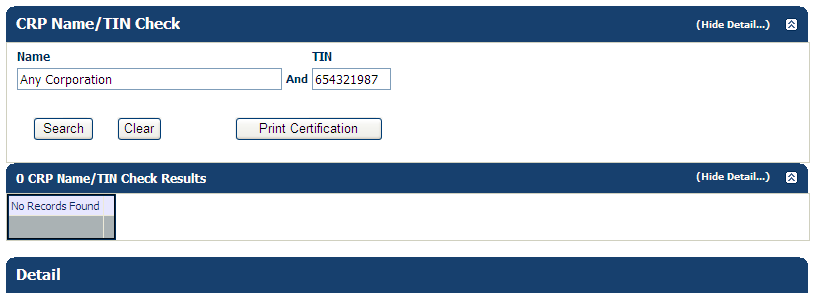 CRP Name/TIN Check (Hide Detail...)
Name TIN
Any Corporation And 654321987
Search Clear Print Certification
0 CRP Name/TIN Check Results (Hide Detail...)
No Records Found
Detail